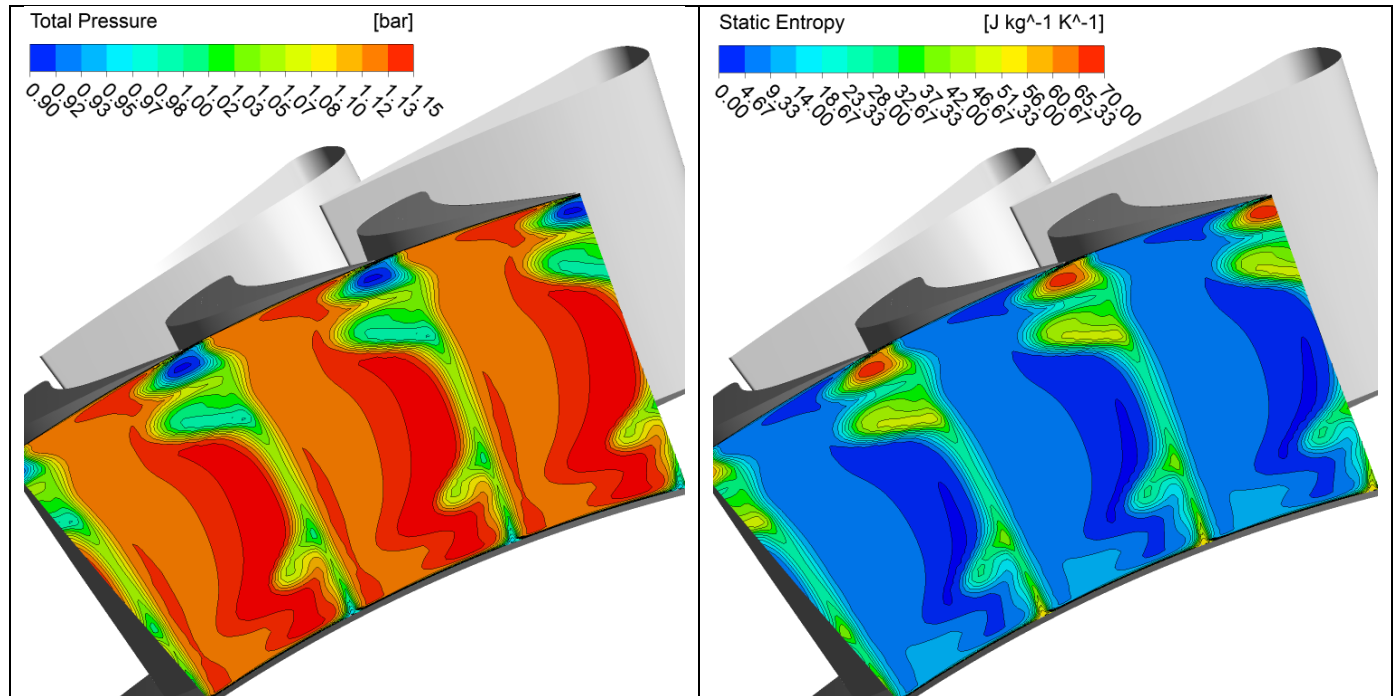 Total Pressure [bar]
0.90 0.92 0.93 0.95 0.97 0.98 1.00 1.02 1.03 1.05 1.07 1.08 1.10 1.12 1.13 1.15
Static Entropy [J kg^-1 K^-1]
0.00 4.67 9.33 14.00 18.67 23.33 28.00 32.67 37.33 42.00 46.67 51.33 56.00 60.67 65.33 70.00